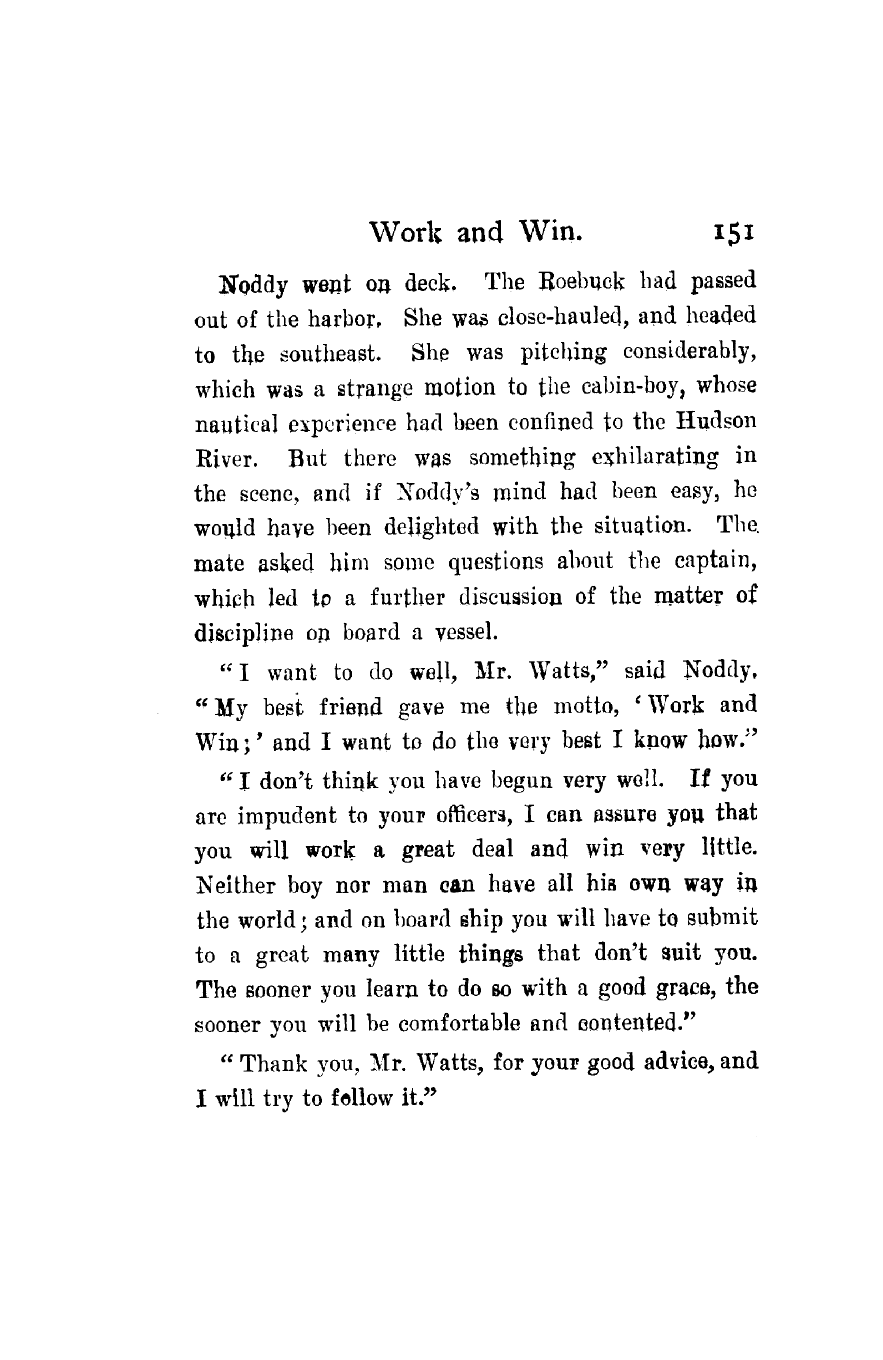 Work and Win. 151
Noddy went on deck. The Roebuck had passed
out of the harbor. She was close-hauled, and headed
to the southeast. She was pitching considerably,
which was a strange motion to the cabin-boy, whose
nautical experience had been confined to the Hudson
River. But there was something exhilarating in
the scene, and if Noddy's mind had been easy, he
would have been delighted with the situation. The
mate asked him some questions about the captain,
which led to a further discussion of the matter of
discipline on board a vessel.
"I want to do well, Mr. Watts," said Noddy.
"My best friend gave me the motto, 'Work and
Win;' and I want to do the very best I know how."
"I don't think you have begun very well. If you
are impudent to your officers, I can assure you that
you will work a great deal and win very little.
Neither boy nor man can have all his own way in
the world; and on board ship you will have to submit
to a great many little things that don't suit you.
The sooner you learn to do so with a good grace, the
sooner you will be comfortable and contented."
"Thank you, Mr. Watts, for your good advice, and
I will try to follow it."